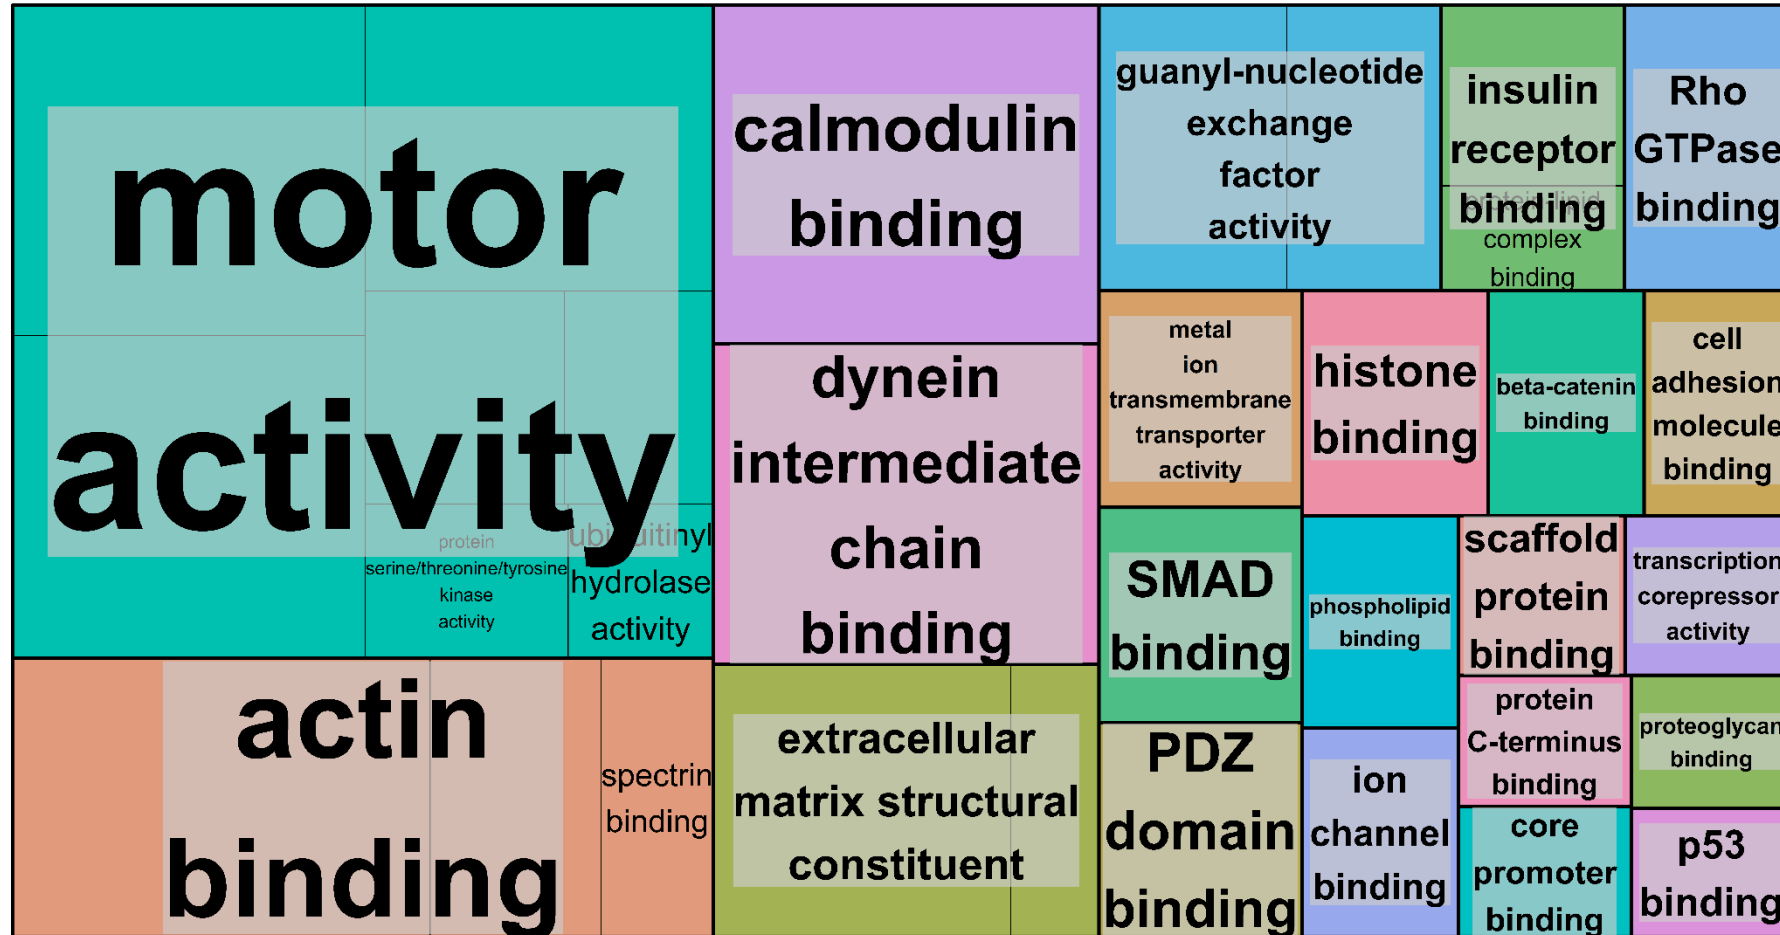 motor
activity
protein
serine/threonine/tyrosine
kinase
activity
ubiquitinyl
hydrolase
activity
actin
binding
spectrin
binding
calmodulin
binding
dynein
intermediate
chain
binding
extracellular
matrix structural
constituent
guanyl-nucleotide
exchange
factor
activity
insulin
receptor
binding
protein-lipid
complex
binding
Rho
GTPase
binding
metal
ion
transmembrane
transporter
activity
histone
binding
beta-catenin
binding
cell
adhesion
molecule
binding
SMAD
binding
phospholipid
binding
scaffold
protein
binding
transcription
corepressor
activity
PDZ
domain
binding
ion
channel
binding
protein
C-terminus
binding
proteoglycan
binding
core
promoter
binding
p53
binding